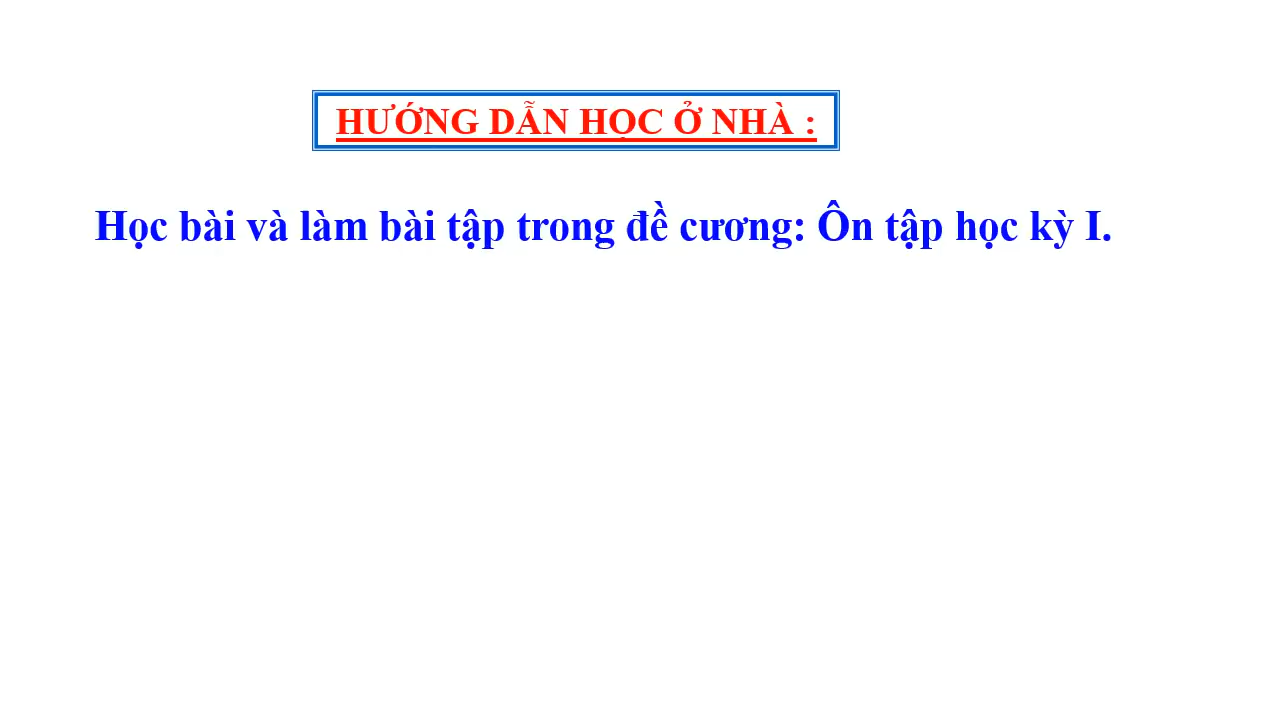 HƯỚNG DẪN HỌC Ở NHÀ :
Học bài và làm bài tập trong đề cương: Ôn tập học kỳ I.